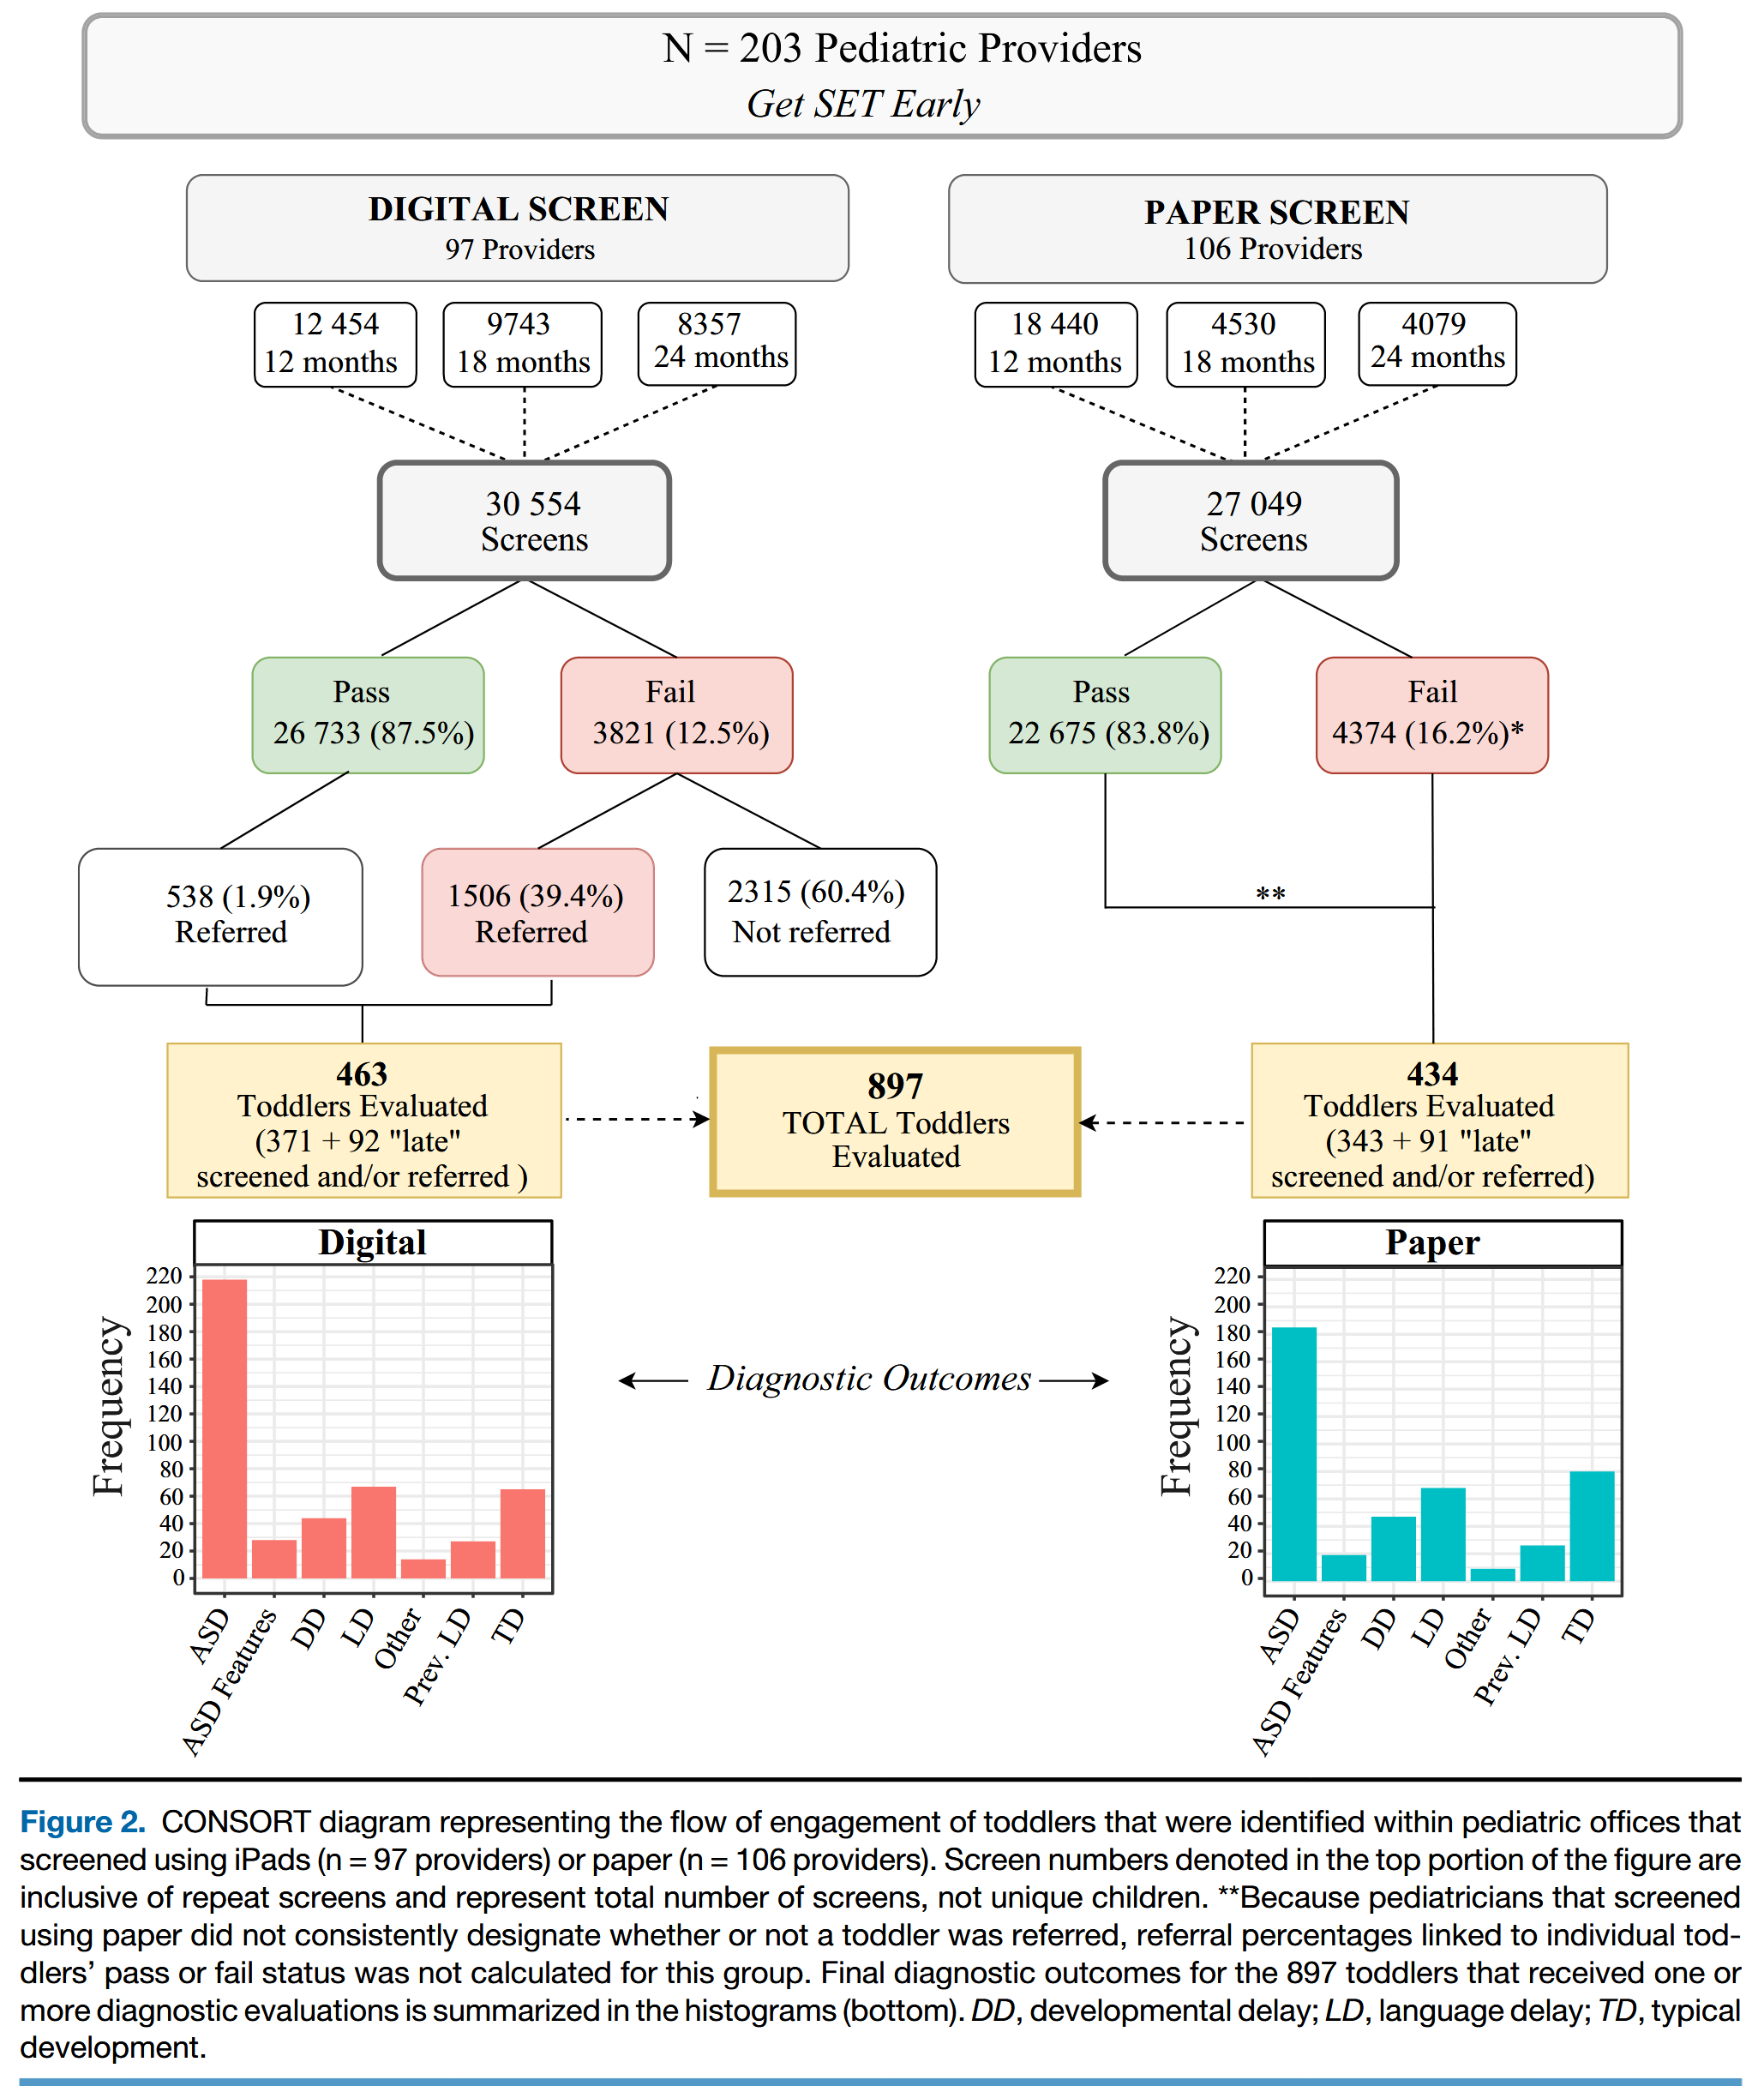 N = 203 Pediatric Providers
Get SET Early
DIGITAL SCREEN
97 Providers
PAPER SCREEN
106 Providers
12 454
12 months
9743
18 months
8357
24 months
18 440
12 months
4530
18 months
4079
24 months
30 554
Screens
27 049
Screens
Pass
26 733 (87.5%)
Fail
3821 (12.5%)
Pass
22 675 (83.8%)
Fail
4374 (16.2%)*
538 (1.9%)
Referred
1506 (39.4%)
Referred
2315 (60.4%)
Not referred
**
463
Toddlers Evaluated
(371 + 92 "late"
screened and/or referred )
897
TOTAL Toddlers
Evaluated
434
Toddlers Evaluated
(343 + 91 "late"
screened and/or referred)
Digital
Frequency
220
200
180
160
140
120
100
80
60
40
20
0
ASD
ASD Features
DD
LD
Other
Prev. LD
TD
Diagnostic Outcomes
Paper
Frequency
220
200
180
160
140
120
100
80
60
40
20
0
ASD
ASD Features
DD
LD
Other
Prev. LD
TD
Figure 2. CONSORT diagram representing the flow of engagement of toddlers that were identified within pediatric offices that
screened using iPads (n = 97 providers) or paper (n = 106 providers). Screen numbers denoted in the top portion of the figure are
inclusive of repeat screens and represent total number of screens, not unique children. **Because pediatricians that screened
using paper did not consistently designate whether or not a toddler was referred, referral percentages linked to individual tod-
dlers’ pass or fail status was not calculated for this group. Final diagnostic outcomes for the 897 toddlers that received one or
more diagnostic evaluations is summarized in the histograms (bottom). DD, developmental delay; LD, language delay; TD, typical
development.